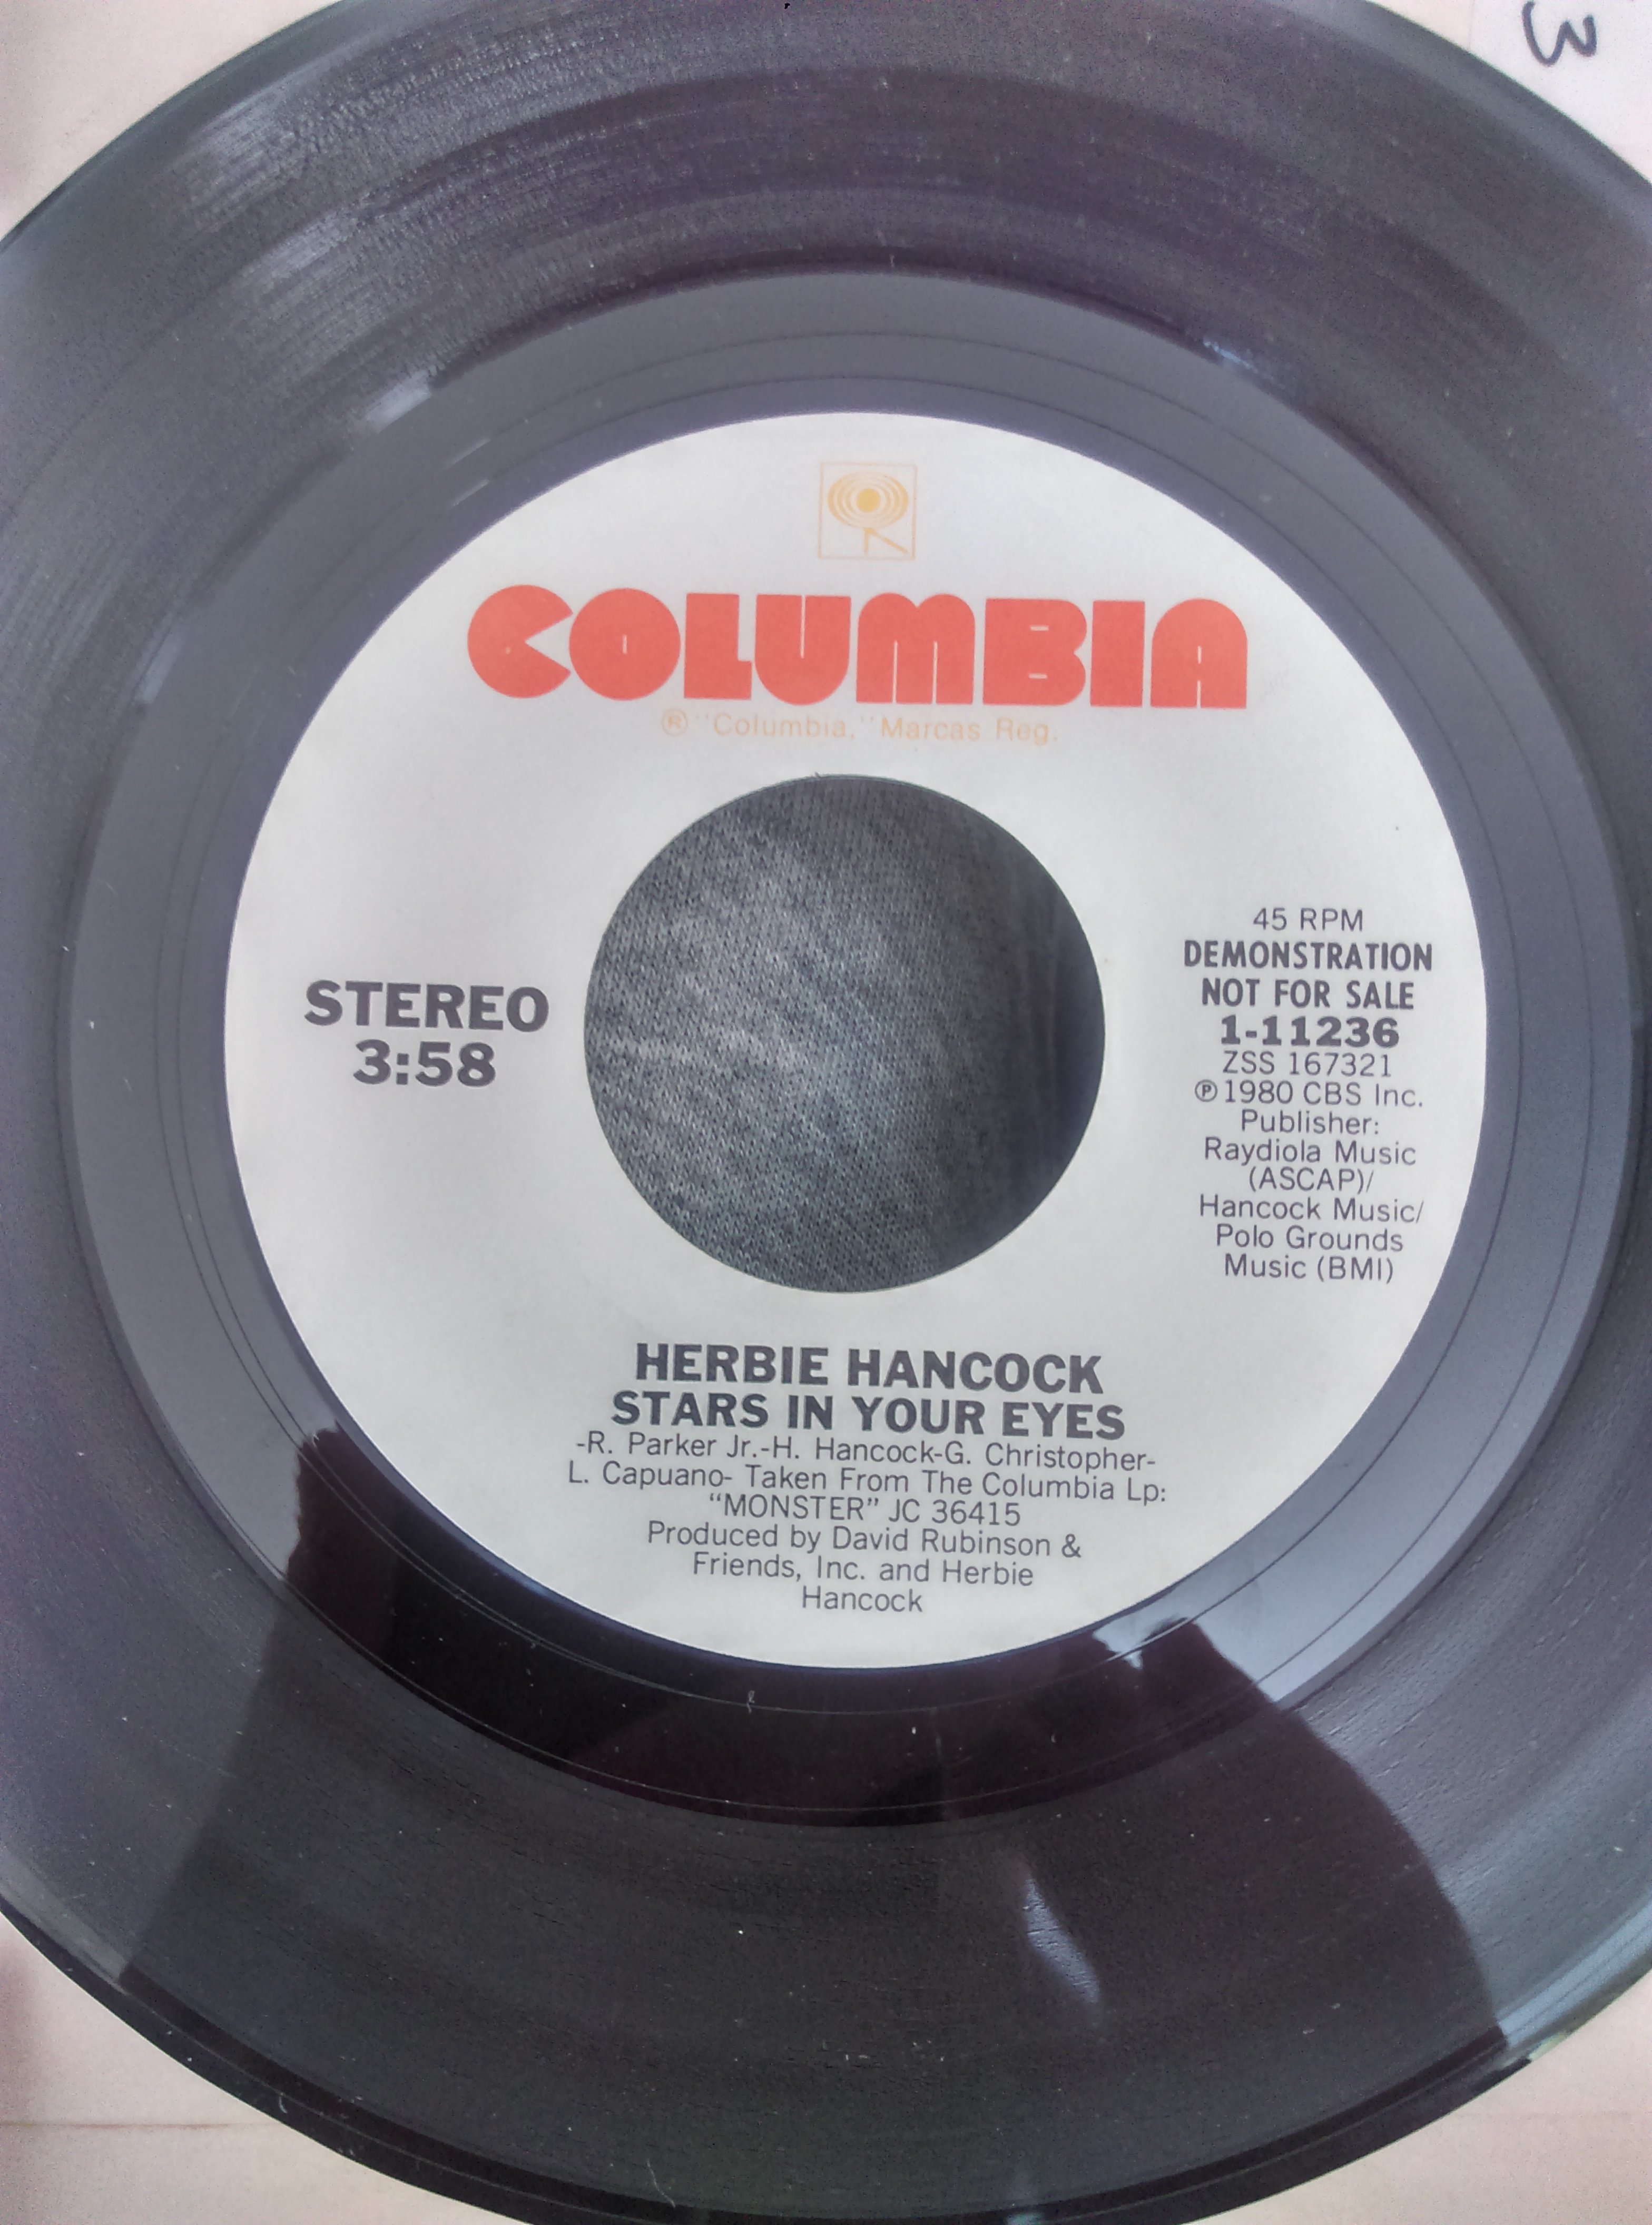 3
COLUMBIA
® "Columbia," Marcas Reg.
STEREO
3:58
45 RPM
DEMONSTRATION
NOT FOR SALE
1-11236
ZSS 167321
℗ 1980 CBS Inc.
Publisher:
Raydiola Music
(ASCAP)/
Hancock Music/
Polo Grounds
Music (BMI)
HERBIE HANCOCK
STARS IN YOUR EYES
-R. Parker Jr.-H. Hancock-G. Christopher-
L. Capuano- Taken From The Columbia Lp:
"MONSTER" JC 36415
Produced by David Rubinson &
Friends, Inc. and Herbie
Hancock